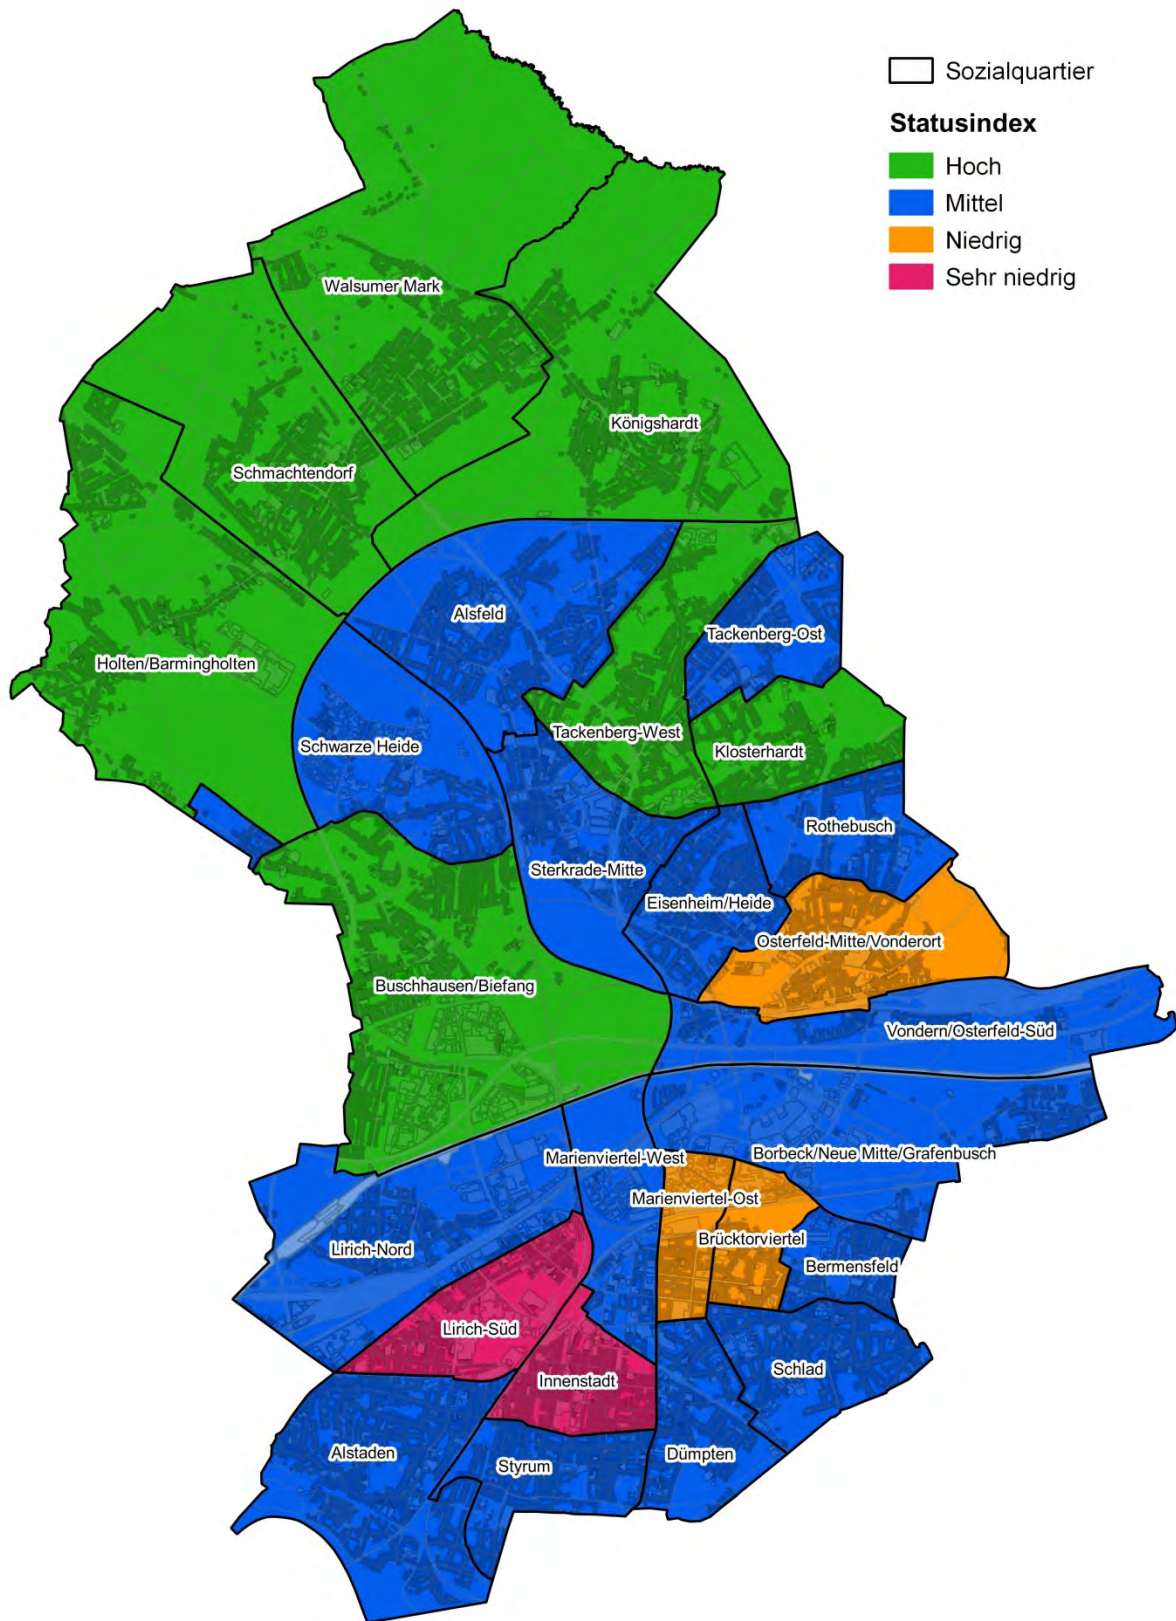 Sozialquartier
Statusindex
Hoch
Mittel
Niedrig
Sehr niedrig
Walsumer Mark
Königshardt
Schmachtendorf
Alsfeld
Tackenberg-Ost
Holten/Barmingholten
Tackenberg-West
Schwarze Heide
Klosterhardt
Rothebusch
Sterkrade-Mitte
Eisenheim/Heide
Osterfeld-Mitte/Vonderort
Buschhausen/Biefang
Vondern/Osterfeld-Süd
Borbeck/Neue Mitte/Grafenbusch
Marienviertel-West
Marienviertel-Ost
Brücktorviertel
Lirich-Nord
Bermensfeld
Lirich-Süd
Schlad
Innenstadt
Alstaden
Dümpten
Styrum